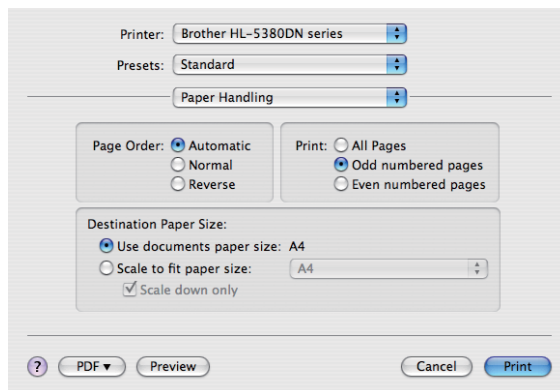 Printer: Brother HL-5380DN series
Presets: Standard
Paper Handling
Page Order: Automatic
Normal
Reverse
Print: All Pages
Odd numbered pages
Even numbered pages
Destination Paper Size:
Use documents paper size: A4
Scale to fit paper size: A4
Scale down only
? PDF▼ Preview Cancel Print